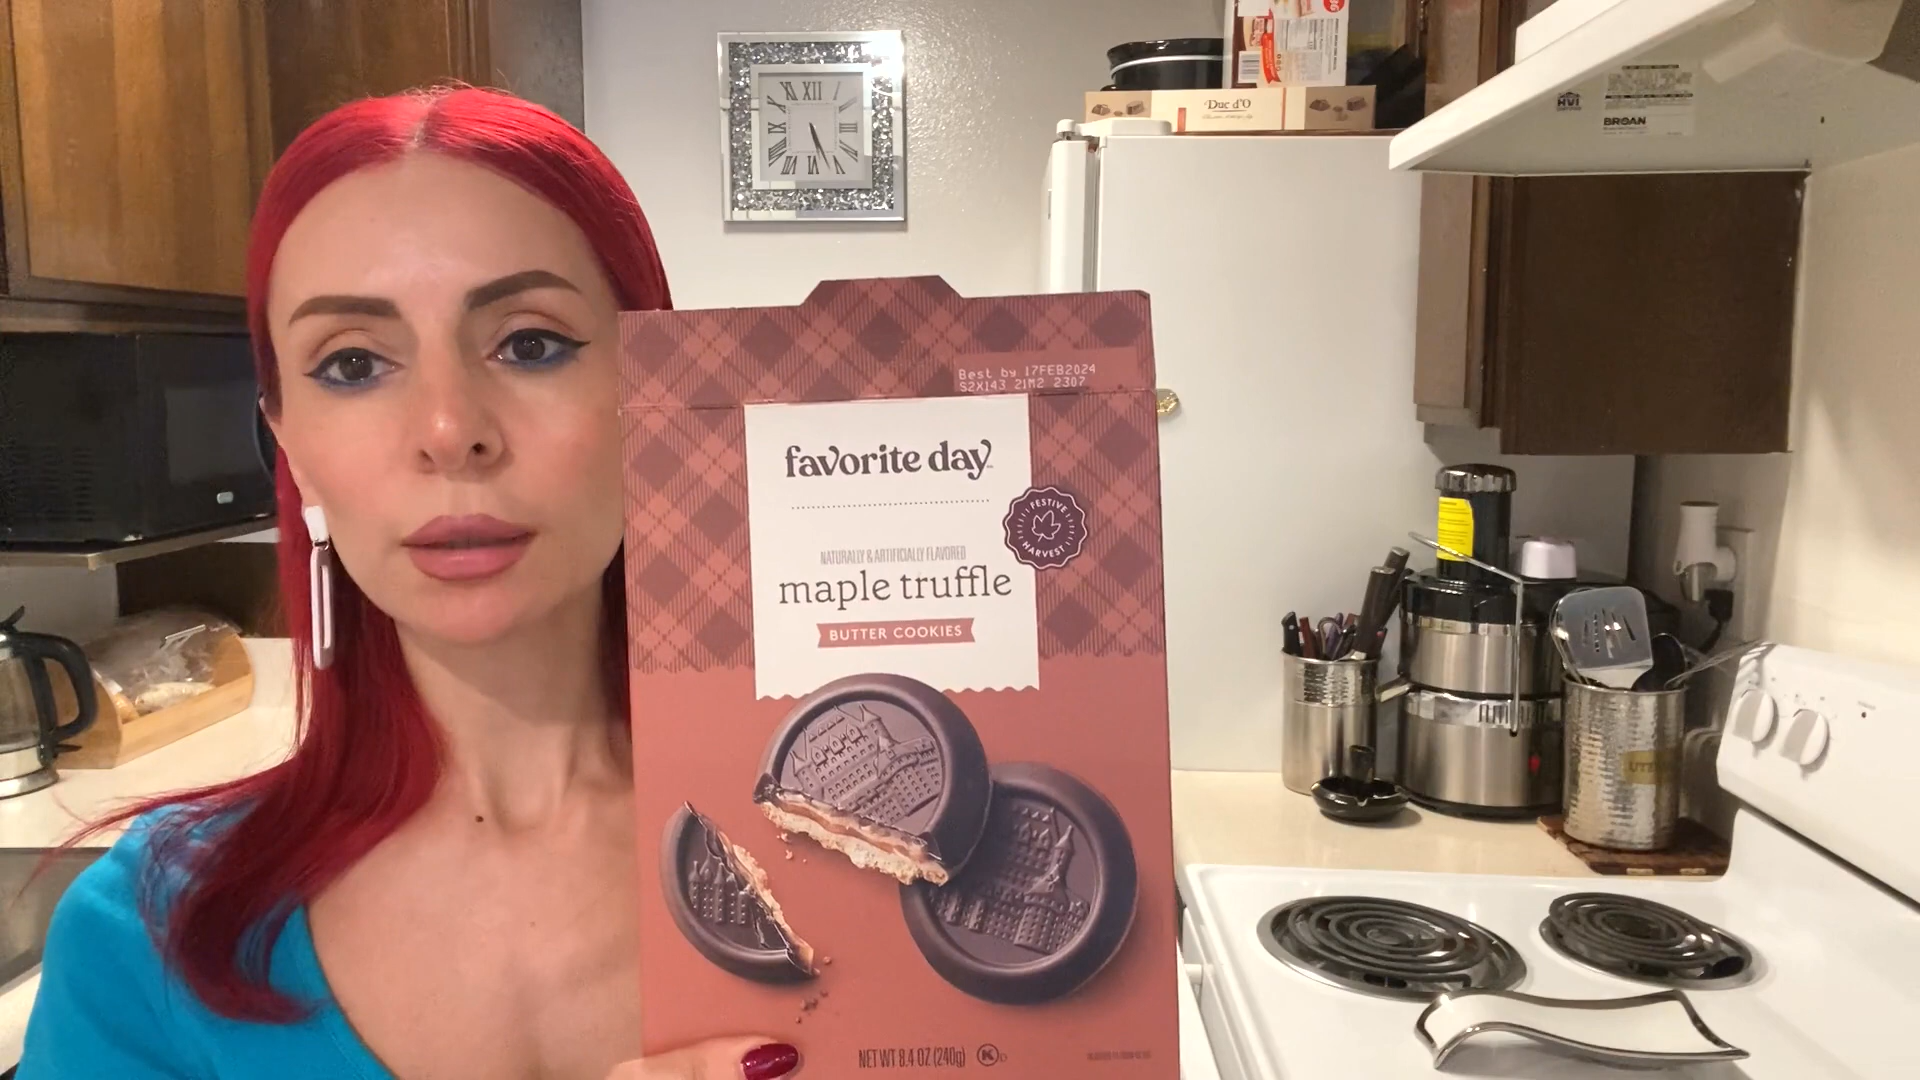 XII
Duc d'O
HVI
BROAN
Best by 17FEB2024
S2X143 21M2 2307
favorite day
FESTIVE
HARVEST
NATURALLY & ARTIFICIALLY FLAVORED
maple truffle
BUTTER COOKIES
NET WT 8.4 OZ (240g) K D